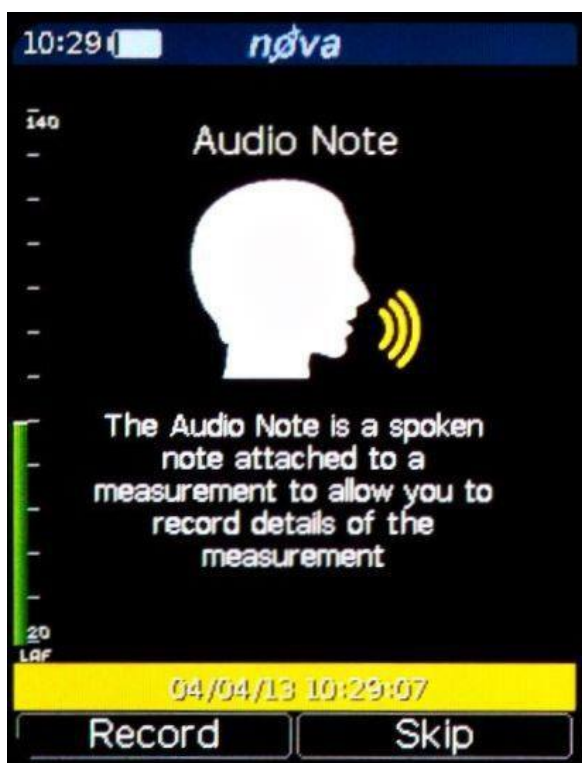 10:29 nøva
140
Audio Note
The Audio Note is a spoken
note attached to a
measurement to allow you to
record details of the
measurement
20
LAF
04/04/13 10:29:07
Record Skip